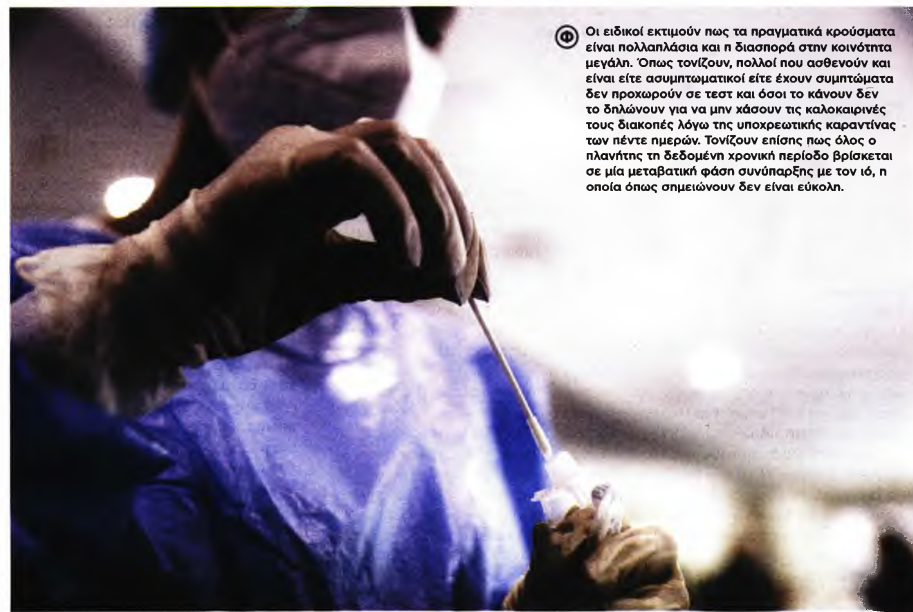 Φ Οι ειδικοί εκτιμούν πως τα πραγματικά κρούσματα
είναι πολλαπλάσια και η διασπορά στην κοινότητα
μεγάλη. Όπως τονίζουν, πολλοί που ασθενούν και
είναι είτε ασυμπτωματικοί είτε έχουν συμπτώματα
δεν προχωρούν σε τεστ και όσοι το κάνουν δεν
το δηλώνουν για να μην χάσουν τις καλοκαιρινές
τους διακοπές λόγω της υποχρεωτικής καραντίνας
των πέντε ημερών. Τονίζουν επίσης πως όλος ο
πλανήτης τη δεδομένη χρονική περίοδο βρίσκεται
σε μία μεταβατική φάση συνύπαρξης με τον ιό, η
οποία όπως σημειώνουν δεν είναι εύκολη.